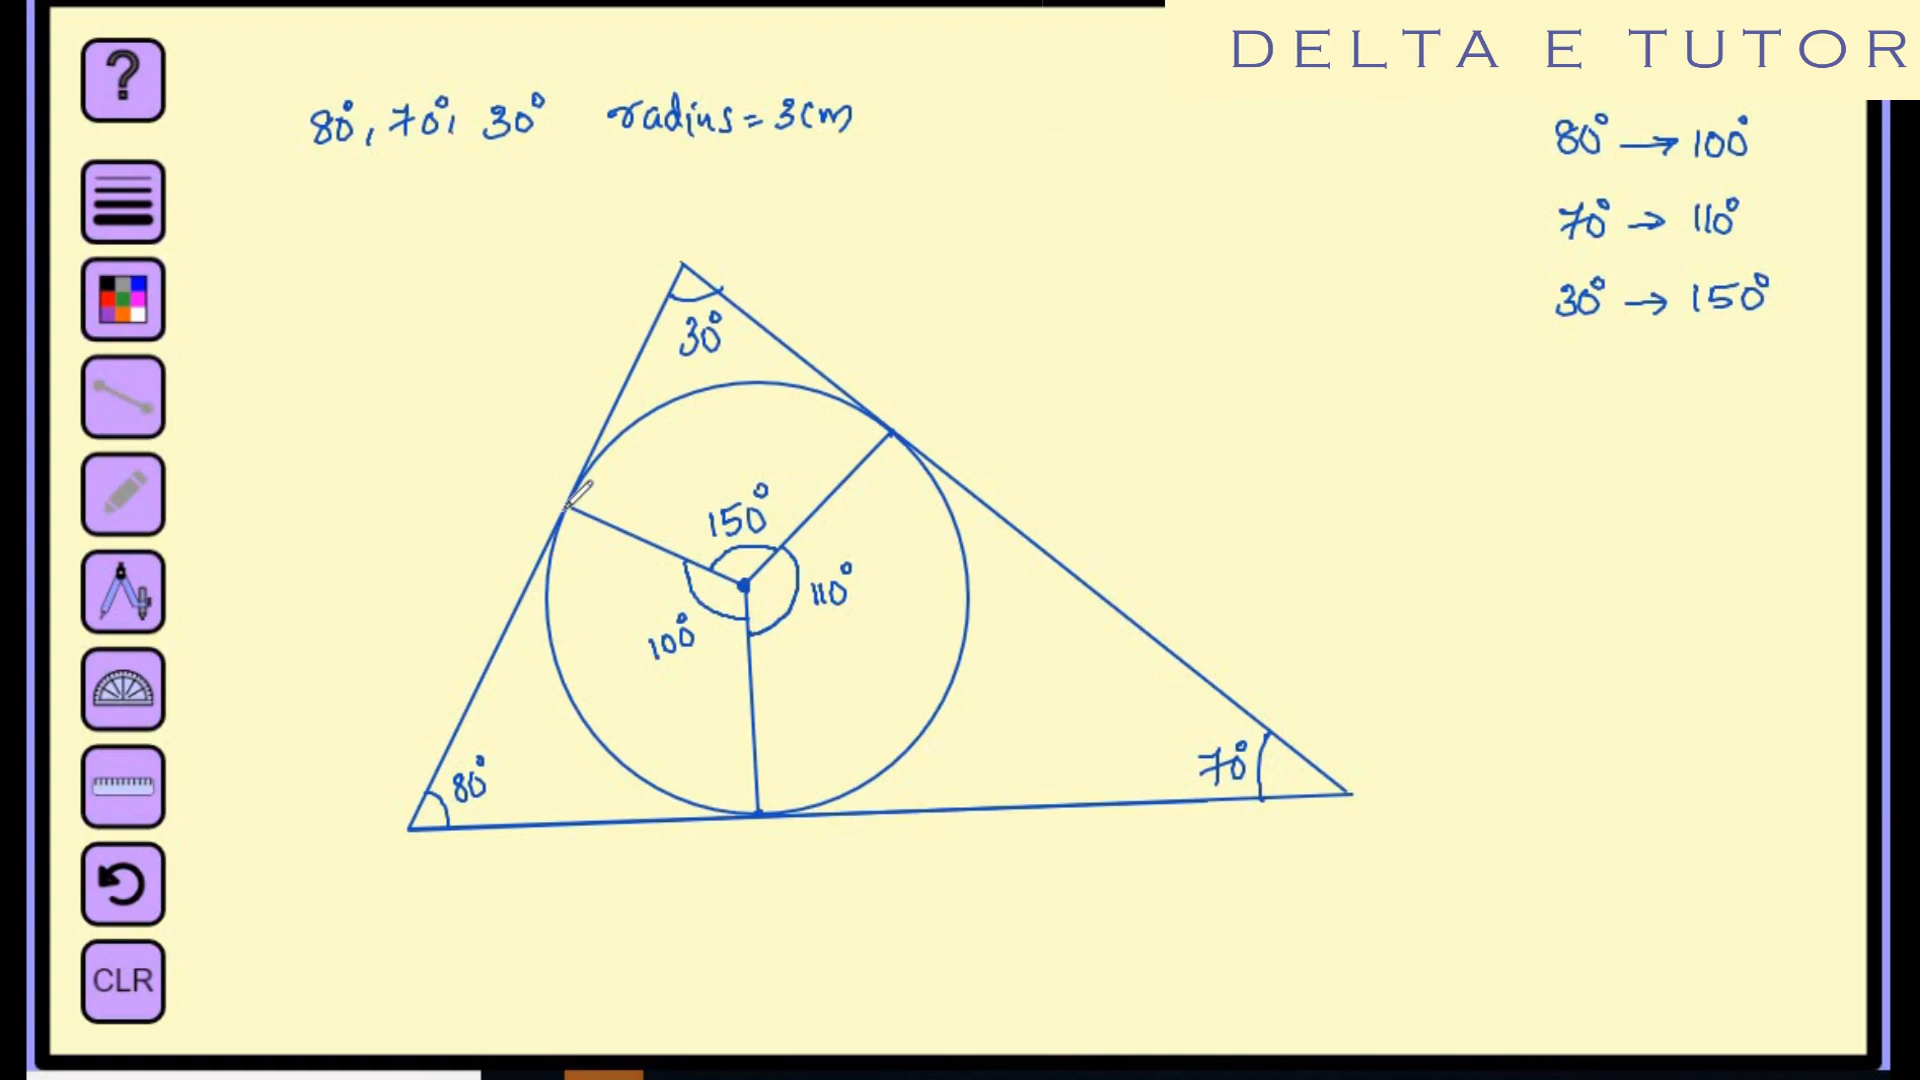 DELTA E TUTOR
?
80°, 70°, 30° radius = 3cm
80° → 100°
70° → 110°
30° → 150°
30°
150°
110°
100°
70°
80°
CLR